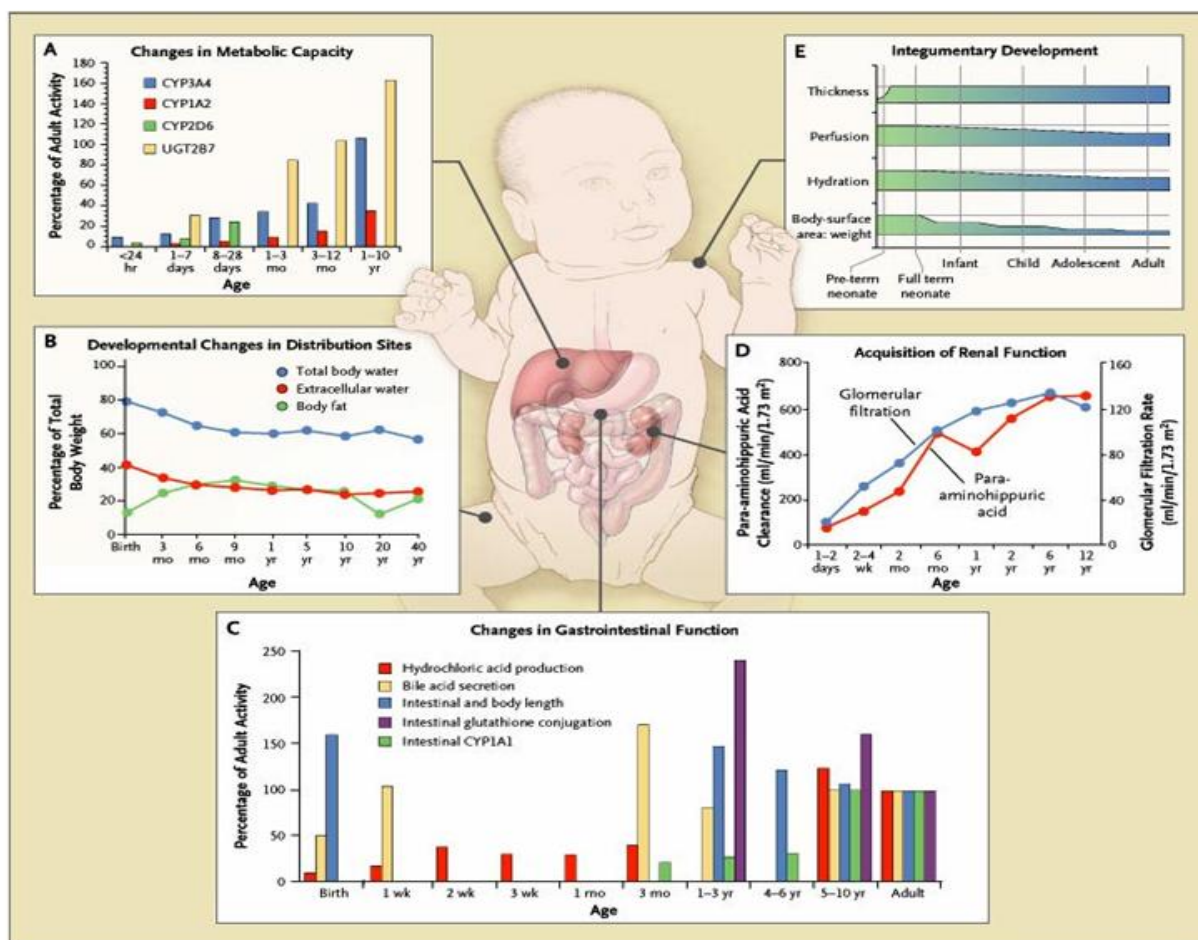 A
Changes in Metabolic Capacity
Percentage of Adult Activity
180
160
140
120
100
80
60
40
20
0
CYP3A4
CYP1A2
CYP2D6
UGT2B7
<24 hr
1–7 days
8–28 days
1–3 mo
3–12 mo
1–10 yr
Age
E
Integumentary Development
Thickness
Perfusion
Hydration
Body-surface
area: weight
Infant
Child
Adolescent
Adult
Pre-term
neonate
Full term
neonate
B
Developmental Changes in Distribution Sites
Percentage of Total
Body Weight
100
80
60
40
20
0
Total body water
Extracellular water
Body fat
Birth
3 mo
6 mo
9 mo
1 yr
5 yr
10 yr
20 yr
40 yr
Age
D
Acquisition of Renal Function
Para-aminohippuric Acid
Clearance (ml/min/1.73 m²)
800
600
400
200
0
Glomerular
filtration
Para-
aminohippuric
acid
160
120
80
40
0
Glomerular Filtration Rate
(ml/min/1.73 m²)
1–2 days
2–4 wk
2 mo
6 mo
1 yr
2 yr
6 yr
12 yr
Age
C
Changes in Gastrointestinal Function
Percentage of Adult Activity
250
200
150
100
50
0
Hydrochloric acid production
Bile acid secretion
Intestinal and body length
Intestinal glutathione conjugation
Intestinal CYP1A1
Birth
1 wk
2 wk
3 wk
1 mo
3 mo
1–3 yr
4–6 yr
5–10 yr
Adult
Age